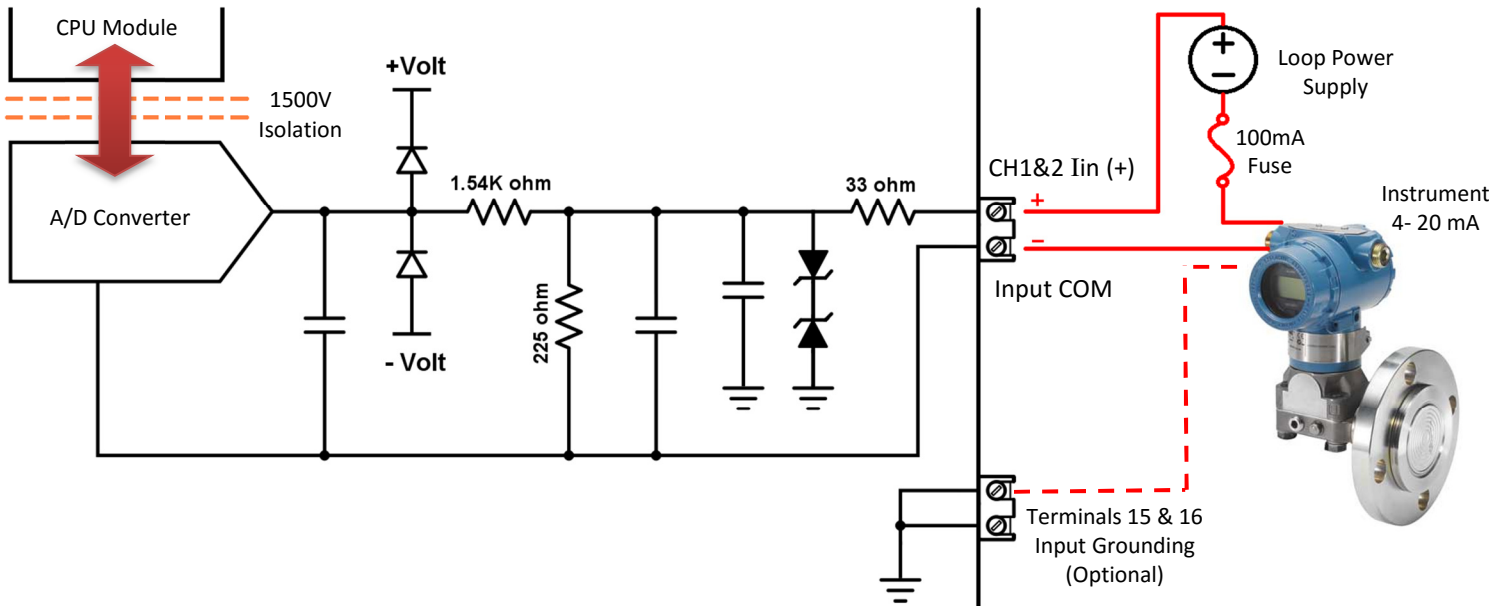 CPU Module
1500V
Isolation
A/D Converter
+Volt
- Volt
1.54K ohm
225 ohm
33 ohm
CH1&2 Iin (+)
+
−
Input COM
+
−
Loop Power
Supply
100mA
Fuse
Instrument
4- 20 mA
Terminals 15 & 16
Input Grounding
(Optional)